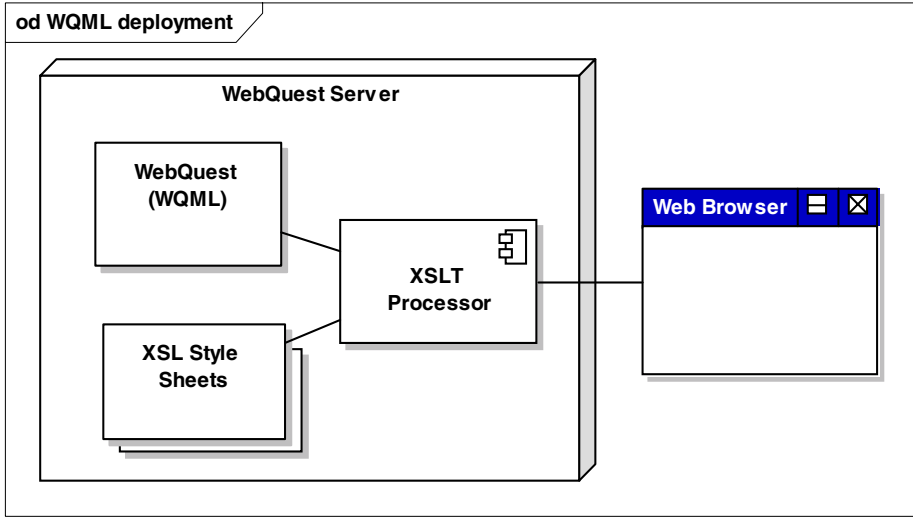 od WQML deployment
WebQuest Server
WebQuest
(WQML)
XSLT
Processor
XSL Style
Sheets
Web Browser